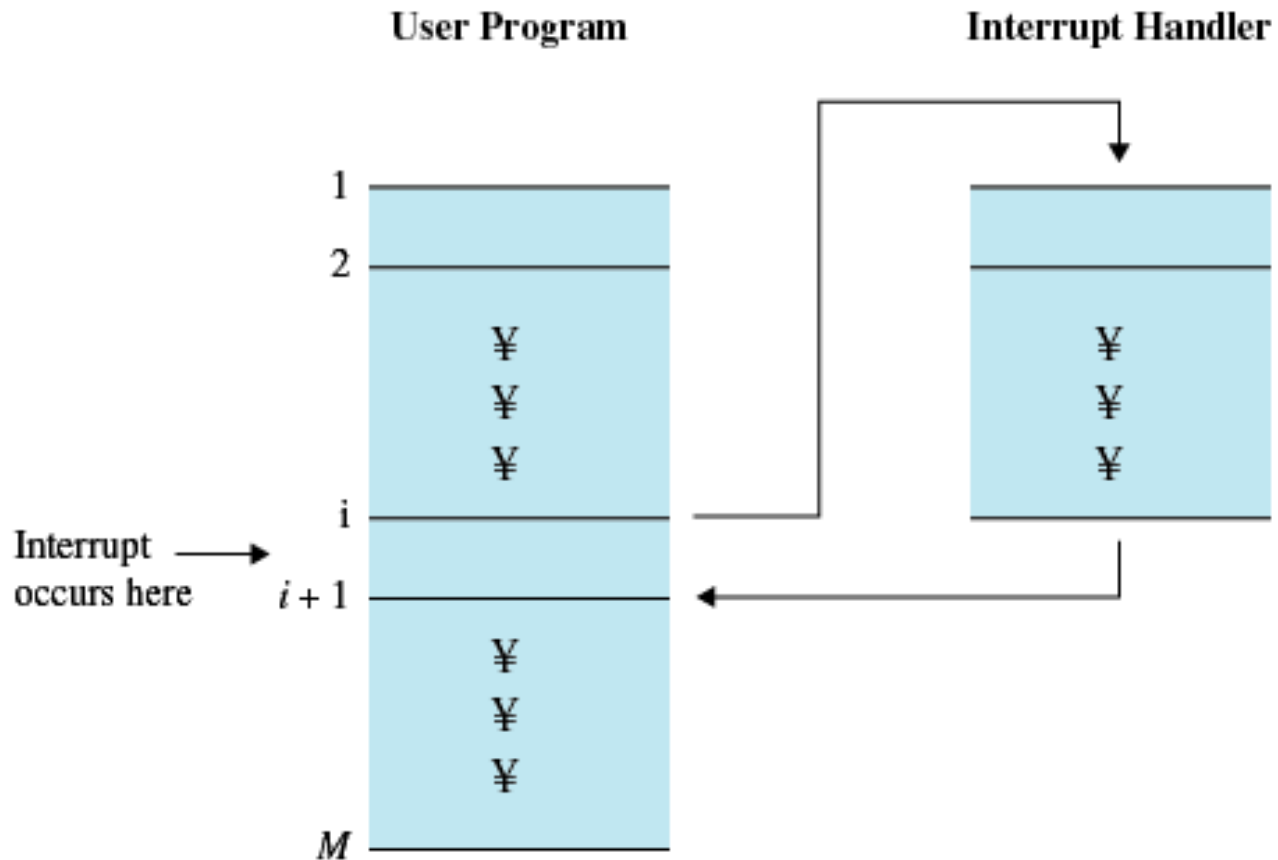 User Program
Interrupt Handler
1
2
¥
¥
¥
¥
¥
¥
i
Interrupt
occurs here
i + 1
¥
¥
¥
M